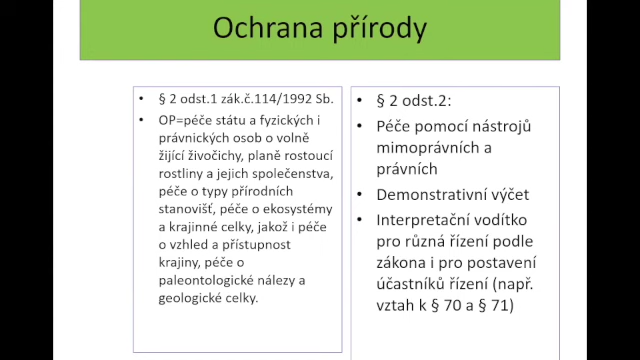 Ochrana přírody
• § 2 odst.1 zák.č.114/1992 Sb.
• OP=péče státu a fyzických i
právnických osob o volně
žijící živočichy, planě rostoucí
rostliny a jejich společenstva,
péče o typy přírodních
stanovišť, péče o ekosystémy
a krajinné celky, jakož i péče
o vzhled a přístupnost
krajiny, péče o
paleontologické nálezy a
geologické celky.
• § 2 odst.2:
• Péče pomocí nástrojů
mimoprávních a
právních
• Demonstrativní výčet
• Interpretační vodítko
pro různá řízení podle
zákona i pro postavení
účastníků řízení (např.
vztah k § 70 a § 71)